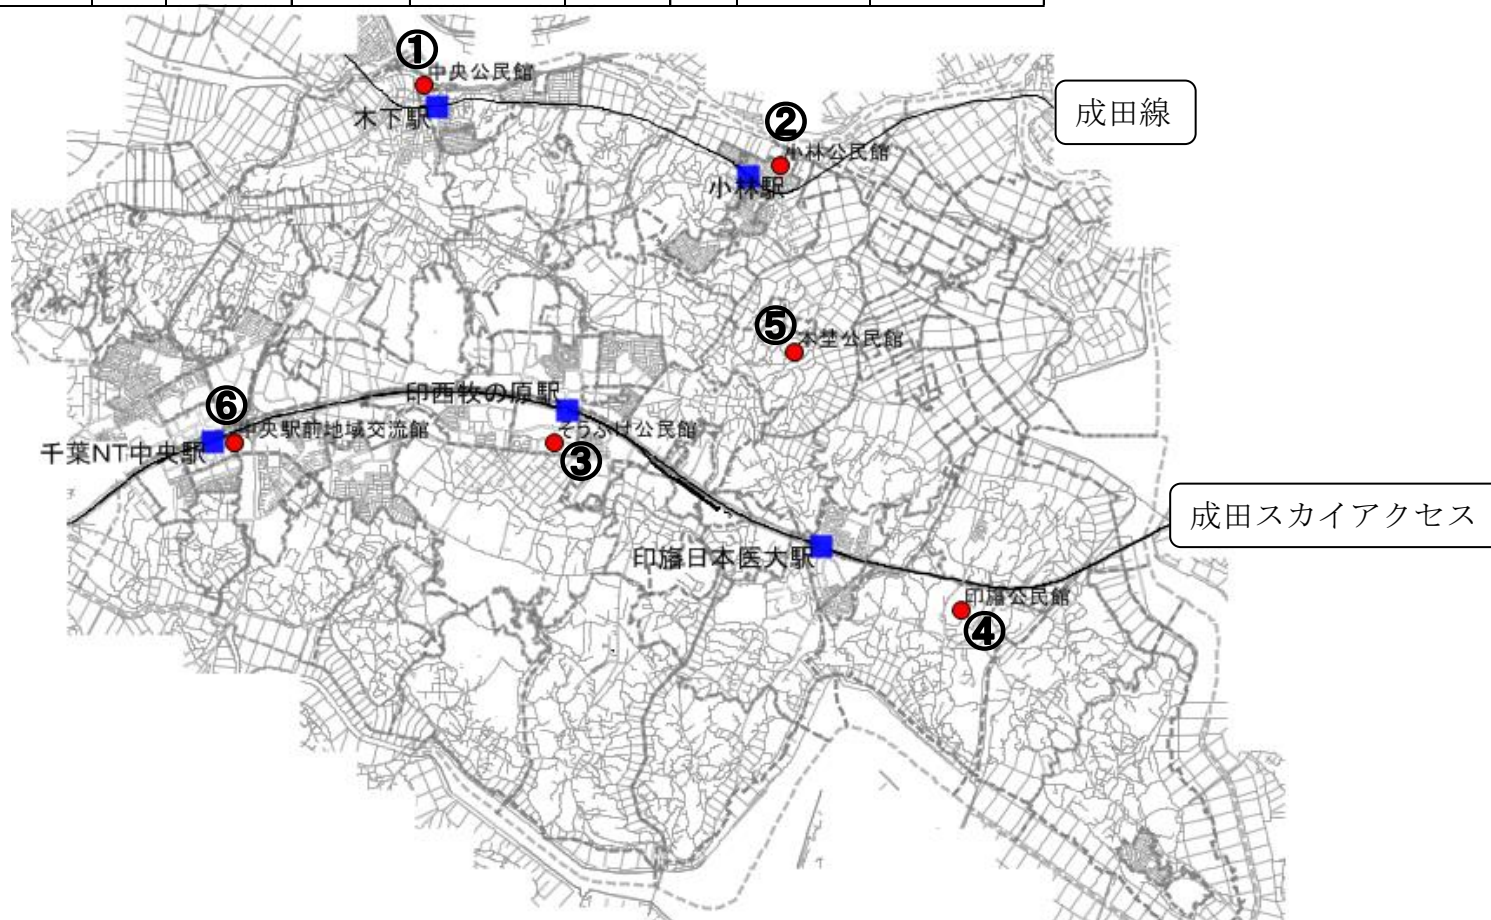 ①
中央公民館
木下駅
成田線
②
小林公民館
小林駅
⑤
本埜公民館
印西牧の原駅
⑥
中央駅前地域交流館
千葉NT中央駅
そうふけ公民館
③
成田スカイアクセス
印旛日本医大駅
印旛公民館
④